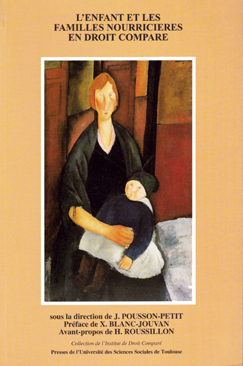 L'ENFANT ET LES
FAMILLES NOURRICIERES
EN DROIT COMPARE
sous la direction de J. POUSSON-PETIT
Préface de X. BLANC-JOUVAN
Avant-propos de H. ROUSSILLON
Collection de l'Institut de Droit Comparé
Presses de l'Université des Sciences Sociales de Toulouse